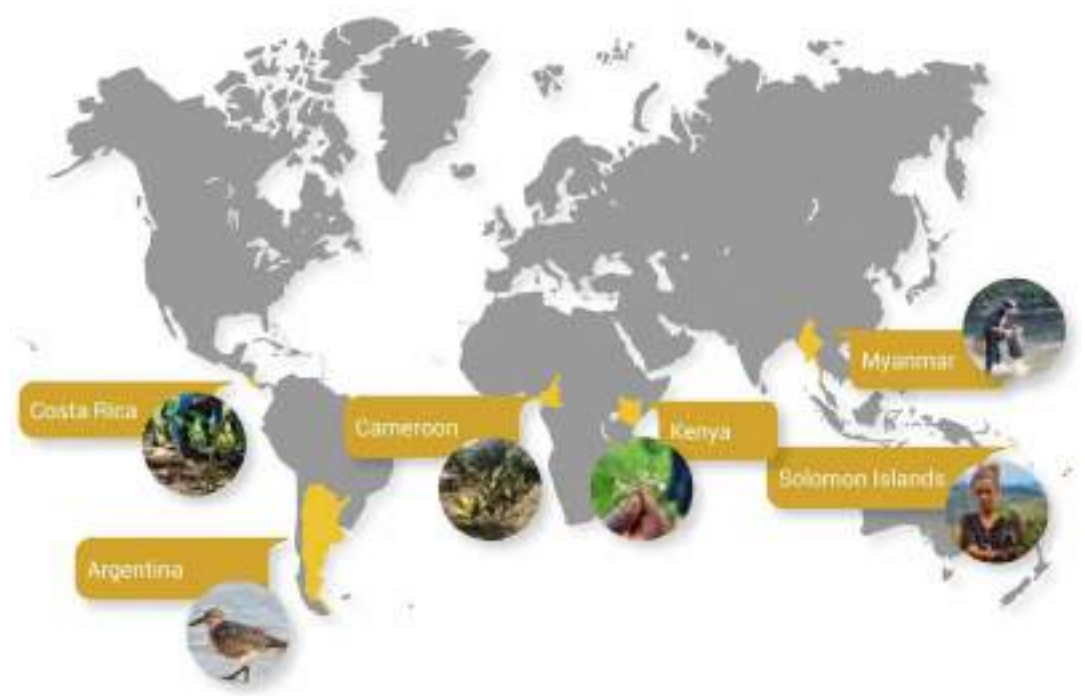 Myanmar
Costa Rica
Cameroon
Kenya
Solomon Islands
Argentina